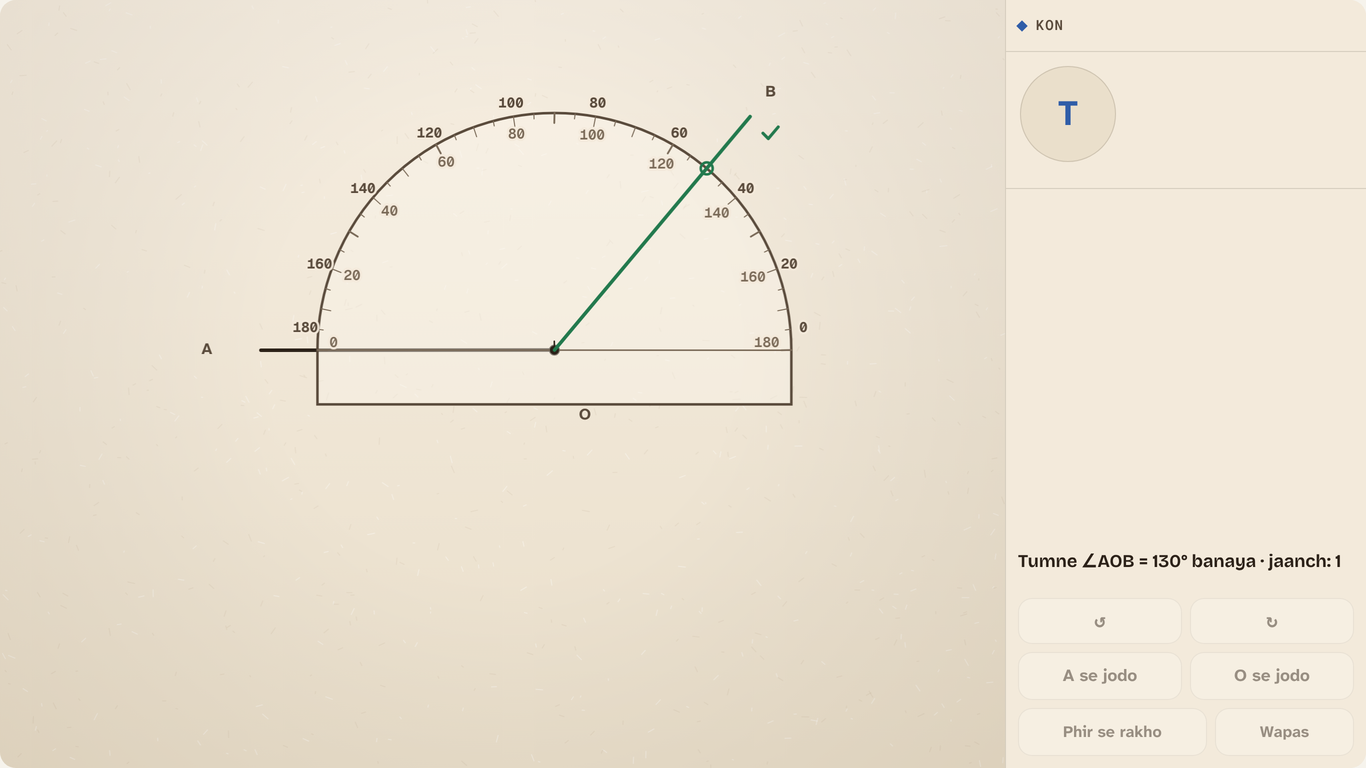 ◆ KON
T
B
100 80
80 100
120 60
60 120
140 40
40 140
160 20
20 160
180 0
0 180
A
O
Tumne ∠AOB = 130° banaya · jaanch: 1
↺ ↻
A se jodo O se jodo
Phir se rakho Wapas